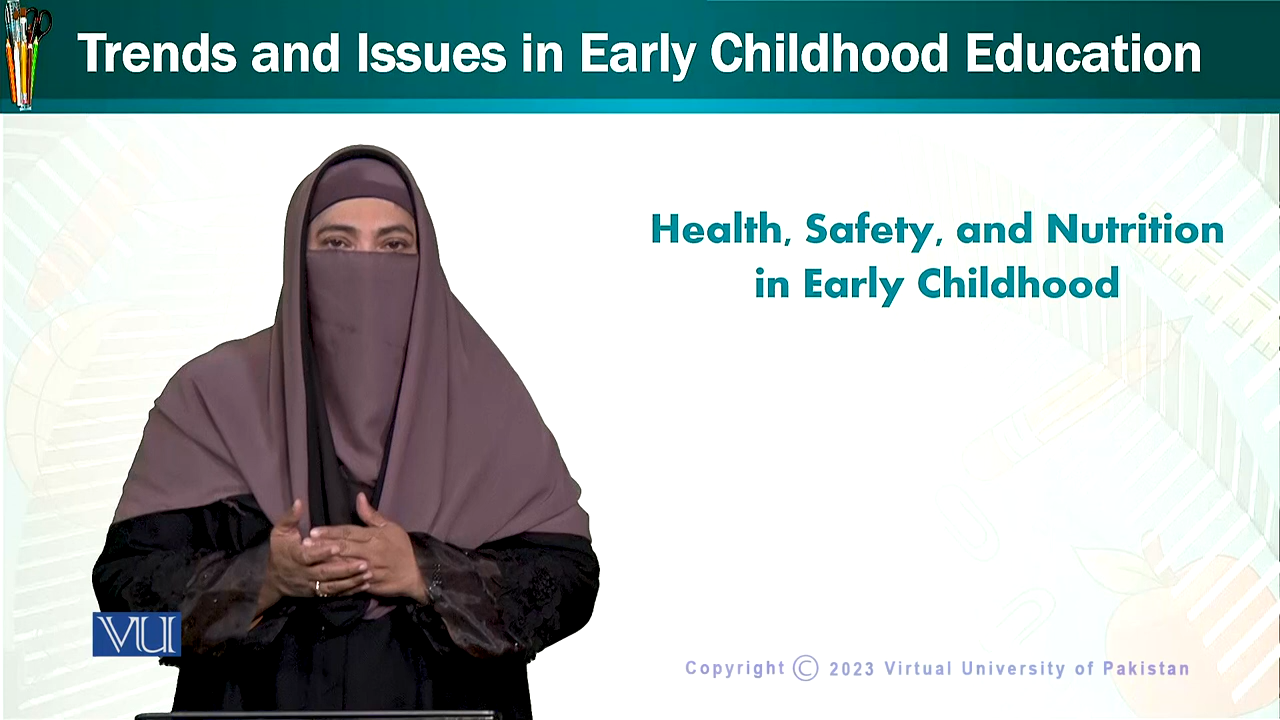 Trends and Issues in Early Childhood Education
Health, Safety, and Nutrition
in Early Childhood
VU
Copyright © 2023 Virtual University of Pakistan